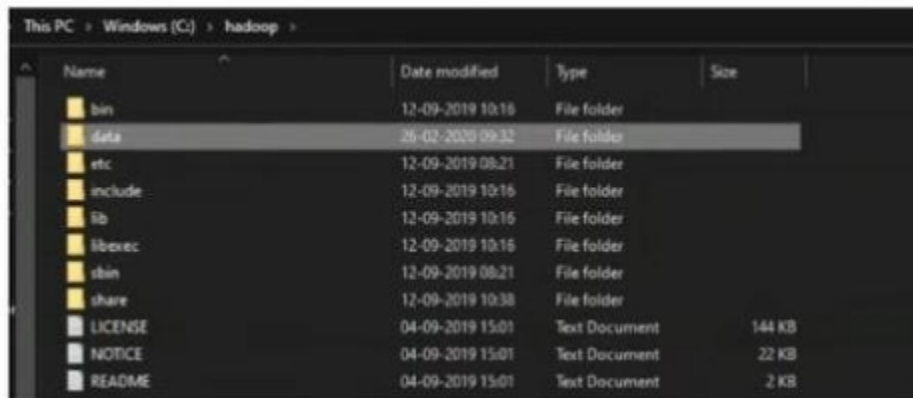 This PC > Windows (C:) > hadoop >
Name Date modified Type Size
bin 12-09-2019 10:16 File folder
data 26-02-2020 09:32 File folder
etc 12-09-2019 08:21 File folder
include 12-09-2019 10:16 File folder
lib 12-09-2019 10:16 File folder
libexec 12-09-2019 10:16 File folder
sbin 12-09-2019 08:21 File folder
share 12-09-2019 10:38 File folder
LICENSE 04-09-2019 15:01 Text Document 144 KB
NOTICE 04-09-2019 15:01 Text Document 22 KB
README 04-09-2019 15:01 Text Document 2 KB